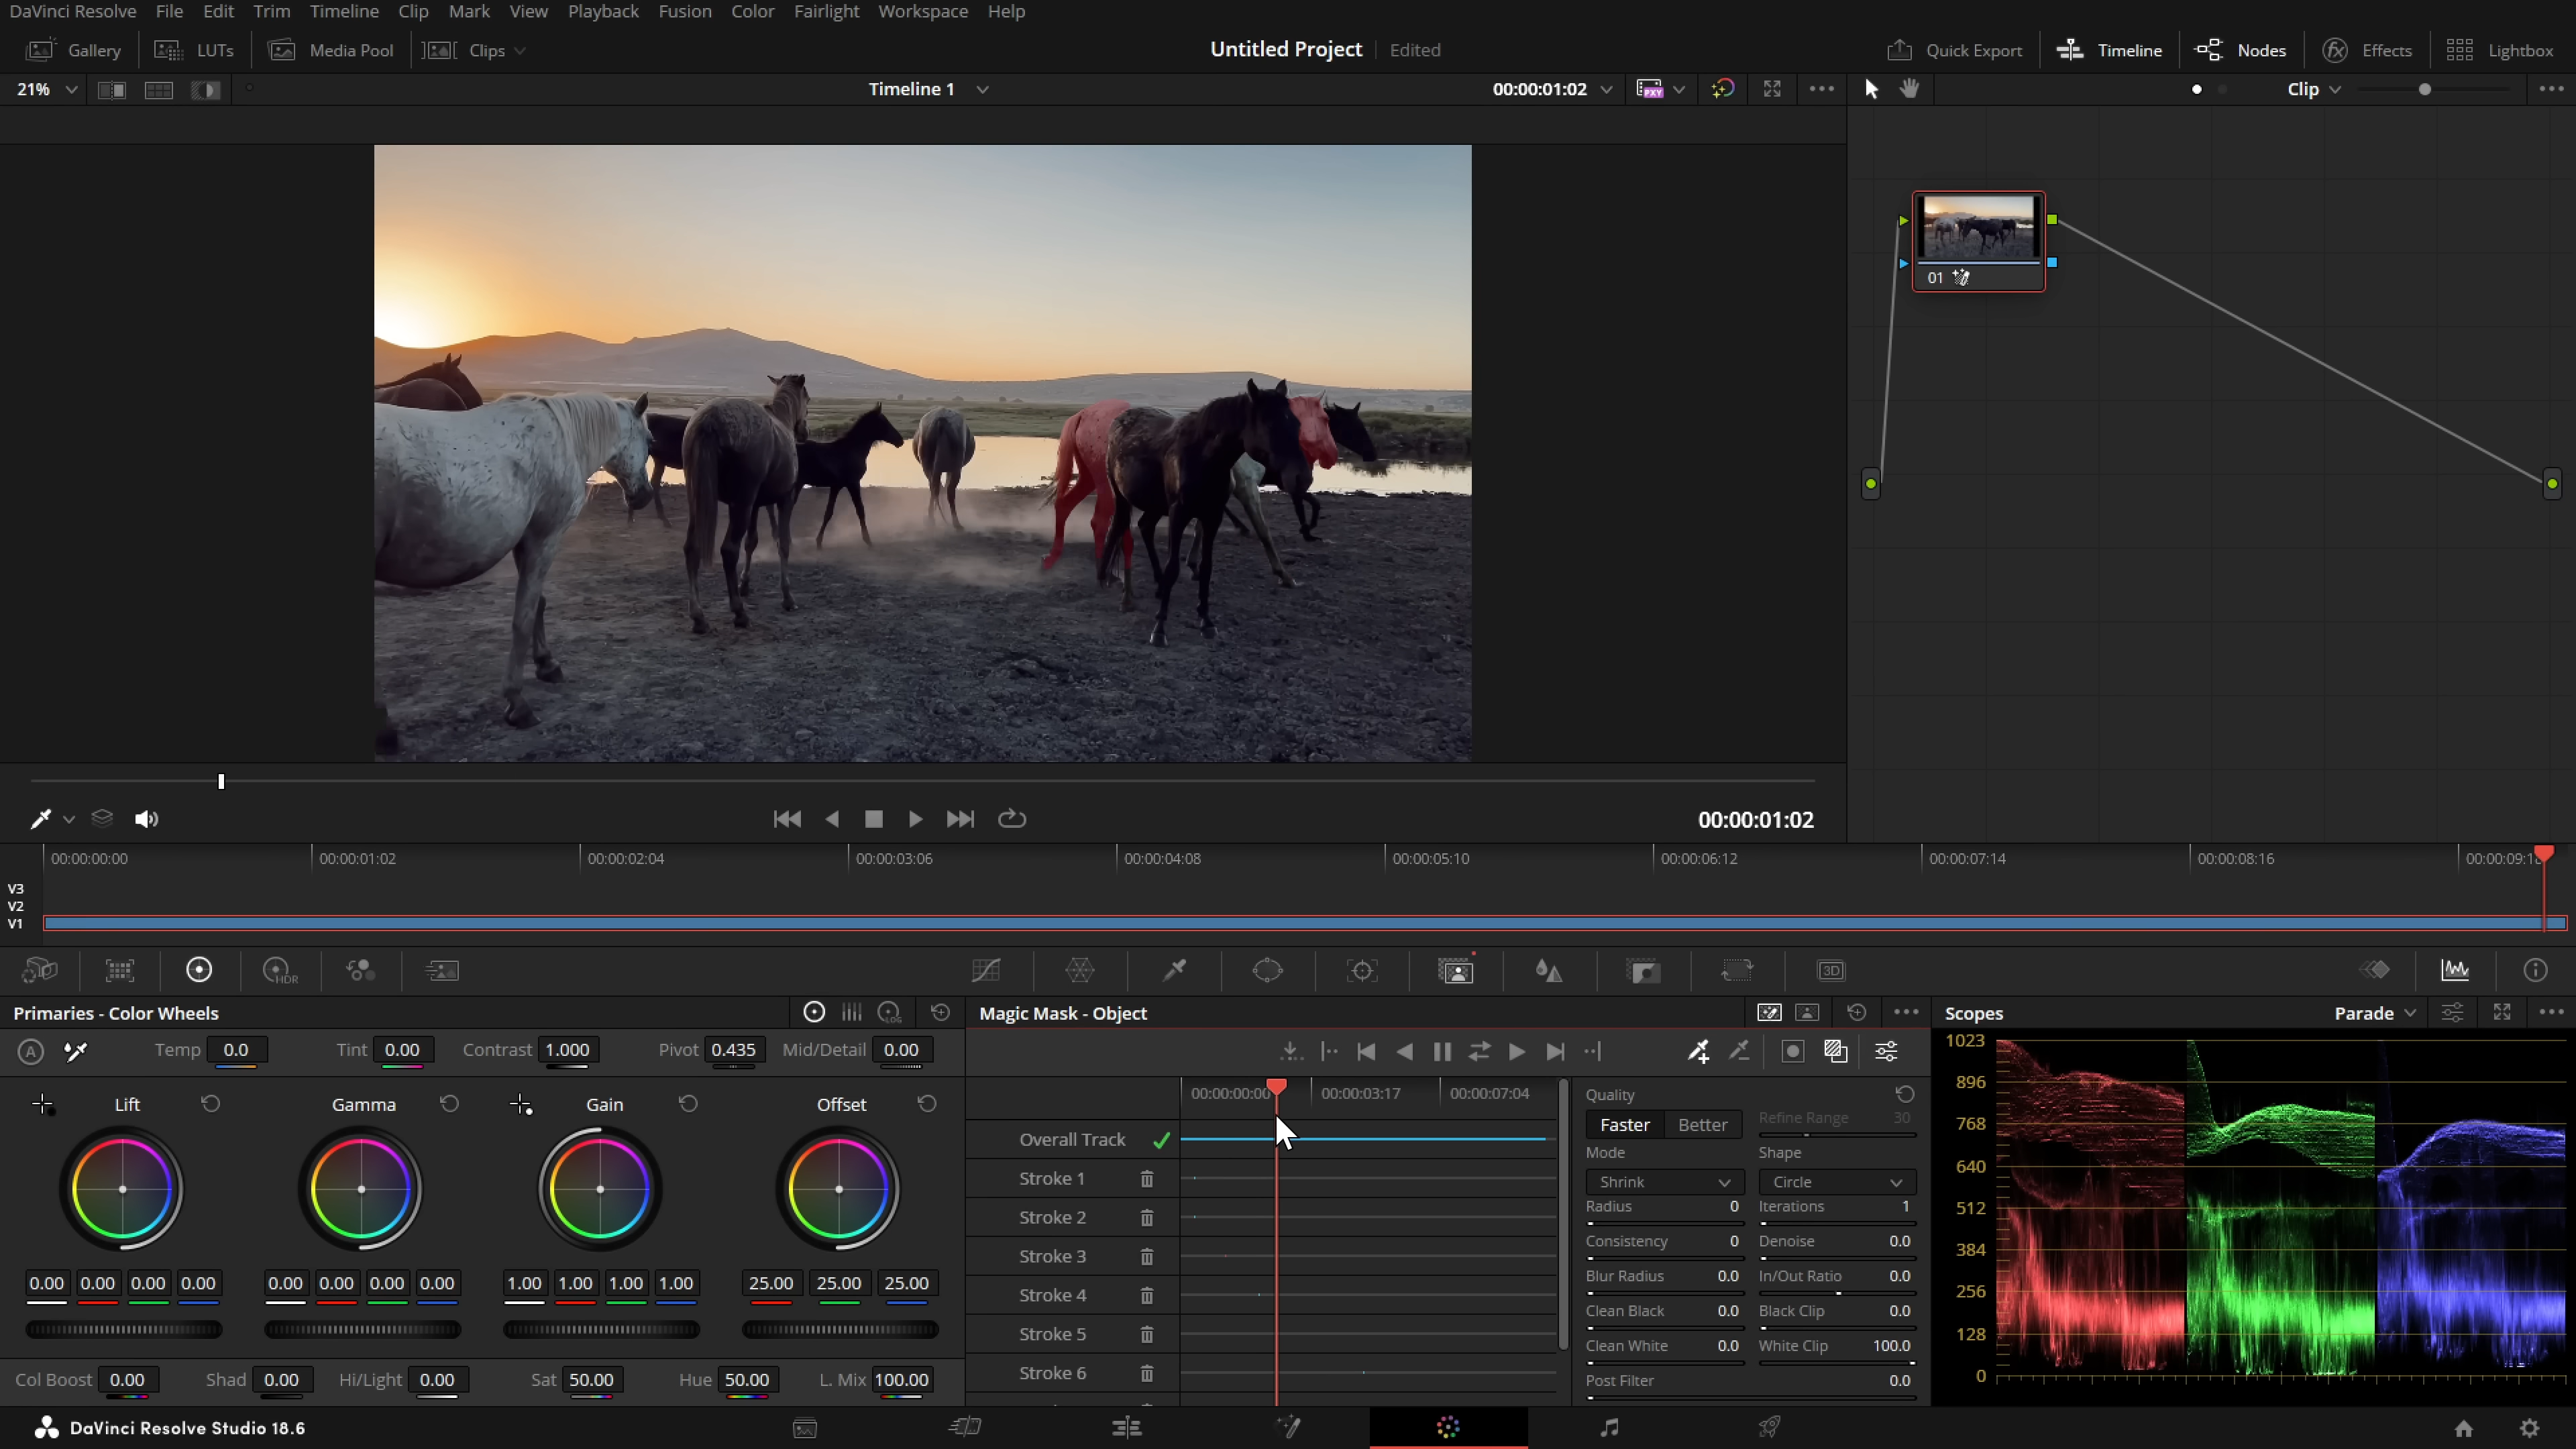 DaVinci Resolve File Edit Trim Timeline Clip Mark View Playback Fusion Color Fairlight Workspace Help
Gallery LUTs Media Pool Clips Untitled Project Edited Quick Export Timeline Nodes Effects Lightbox
21% Timeline 1 00:00:01:02 PXY Clip
01
00:00:01:02
00:00:00:00 00:00:01:02 00:00:02:04 00:00:03:06 00:00:04:08 00:00:05:10 00:00:06:12 00:00:07:14 00:00:08:16 00:00:09:1
V3
V2
V1
HDR 3D
Primaries - Color Wheels LOG Magic Mask - Object Scopes Parade
A Temp 0.0 Tint 0.00 Contrast 1.000 Pivot 0.435 Mid/Detail 0.00
Lift Gamma Gain Offset
0.00 0.00 0.00 0.00 0.00 0.00 0.00 0.00 1.00 1.00 1.00 1.00 25.00 25.00 25.00
Col Boost 0.00 Shad 0.00 Hi/Light 0.00 Sat 50.00 Hue 50.00 L. Mix 100.00
00:00:00:00 00:00:03:17 00:00:07:04
Overall Track
Stroke 1
Stroke 2
Stroke 3
Stroke 4
Stroke 5
Stroke 6
Quality
Faster Better Refine Range 30
Mode Shape
Shrink Circle
Radius 0 Iterations 1
Consistency 0 Denoise 0.0
Blur Radius 0.0 In/Out Ratio 0.0
Clean Black 0.0 Black Clip 0.0
Clean White 0.0 White Clip 100.0
Post Filter 0.0
1023
896
768
640
512
384
256
128
0
DaVinci Resolve Studio 18.6